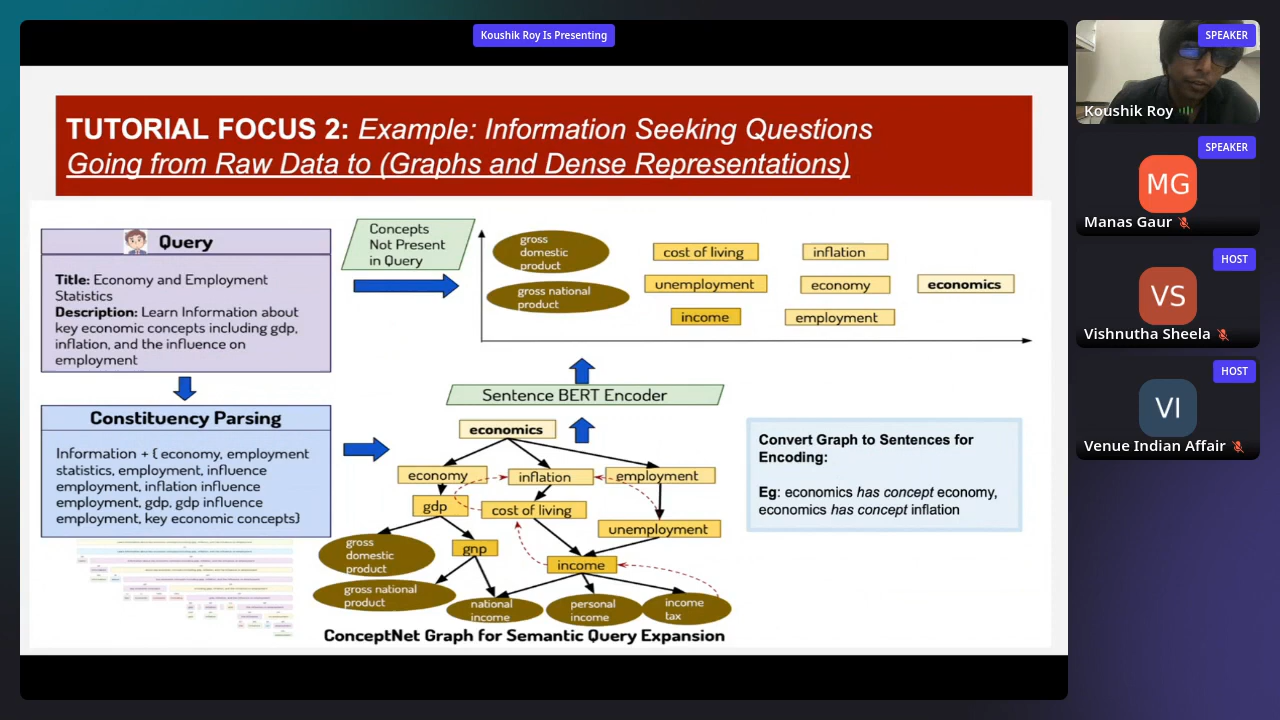 Koushik Roy Is Presenting
TUTORIAL FOCUS 2: Example: Information Seeking Questions
Going from Raw Data to (Graphs and Dense Representations)
Query
Title: Economy and Employment
Statistics
Description: Learn Information about
key economic concepts including gdp,
inflation, and the influence on
employment
Concepts
Not Present
in Query
gross
domestic
product
gross national
product
cost of living
inflation
unemployment
economy
economics
income
employment
Constituency Parsing
Information + { economy, employment
statistics, employment, influence
employment, inflation influence
employment, gdp, gdp influence
employment, key economic concepts}
Sentence BERT Encoder
economics
economy
inflation
employment
gdp
cost of living
unemployment
gross
domestic
product
gnp
income
gross national
product
national
income
personal
income
income
tax
ConceptNet Graph for Semantic Query Expansion
Convert Graph to Sentences for
Encoding:
Eg: economics has concept economy,
economics has concept inflation
SPEAKER
Koushik Roy
SPEAKER
MG
Manas Gaur
HOST
VS
Vishnutha Sheela
HOST
VI
Venue Indian Affair